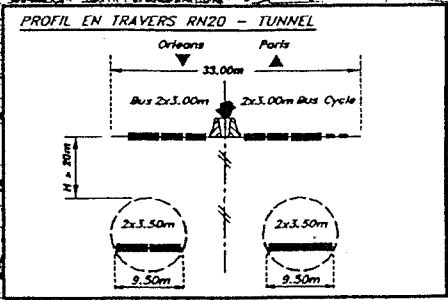 PROFIL EN TRAVERS RN20 - TUNNEL
Orleans Paris
33.00m
Bus 2x3.00m 2x3.00m Bus Cycle
H > 20m
2x3.50m 2x3.50m
9.50m 9.50m